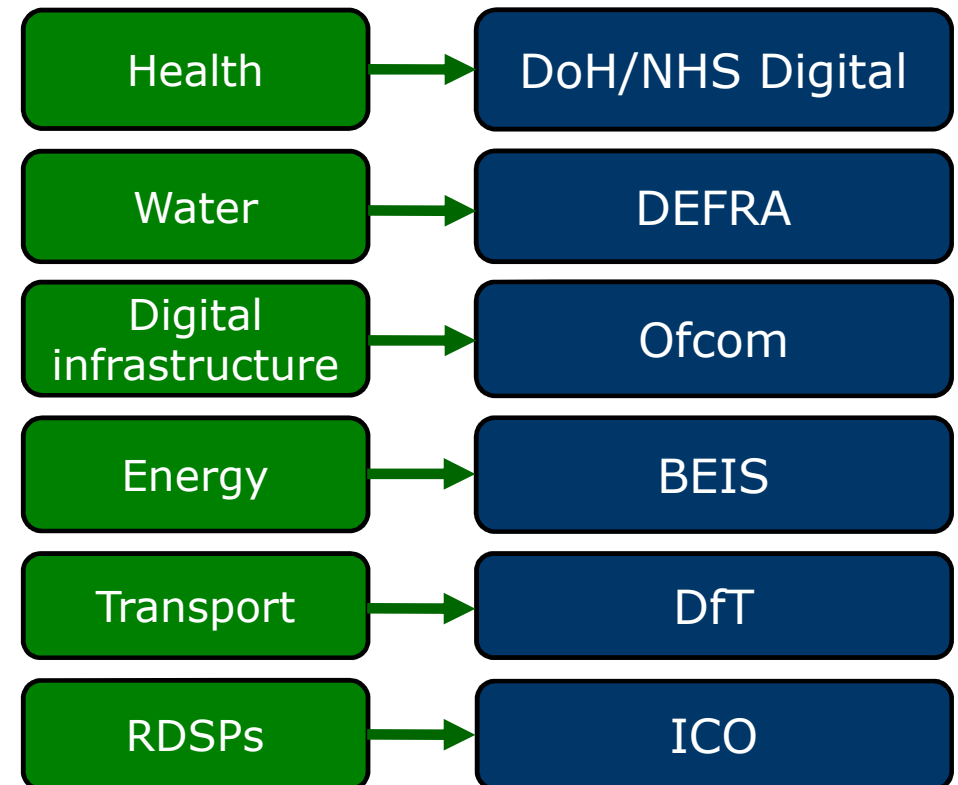 Health
DoH/NHS Digital
Water
DEFRA
Digital
infrastructure
Ofcom
Energy
BEIS
Transport
DfT
RDSPs
ICO